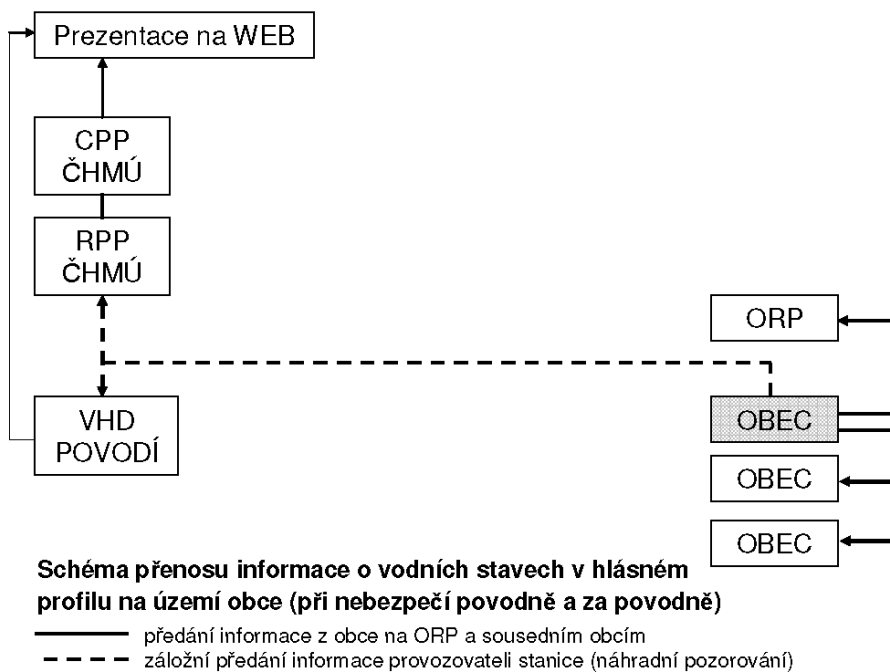 Prezentace na WEB
CPP
ČHMÚ
RPP
ČHMÚ
ORP
VHD
POVODÍ
OBEC
OBEC
OBEC
Schéma přenosu informace o vodních stavech v hlásném
profilu na území obce (při nebezpečí povodně a za povodně)
předání informace z obce na ORP a sousedním obcím
záložní předání informace provozovateli stanice (náhradní pozorování)